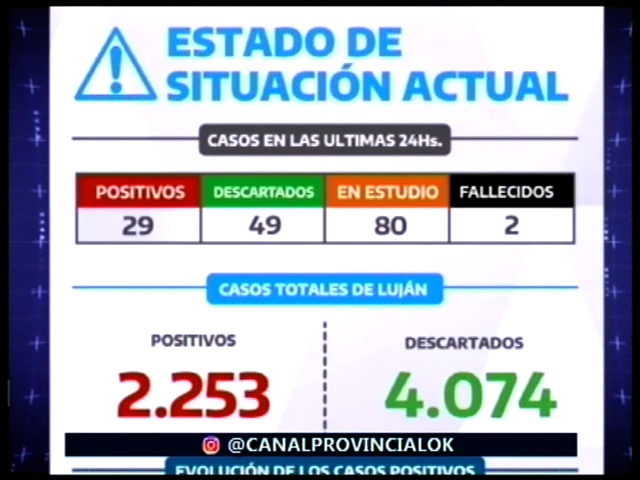 ESTADO DE
SITUACIÓN ACTUAL
CASOS EN LAS ULTIMAS 24Hs.
POSITIVOS DESCARTADOS EN ESTUDIO FALLECIDOS
29 49 80 2
CASOS TOTALES DE LUJÁN
POSITIVOS DESCARTADOS
2.253 4.074
@CANALPROVINCIALOK
EVOLUCIÓN DE LOS CASOS POSITIVOS